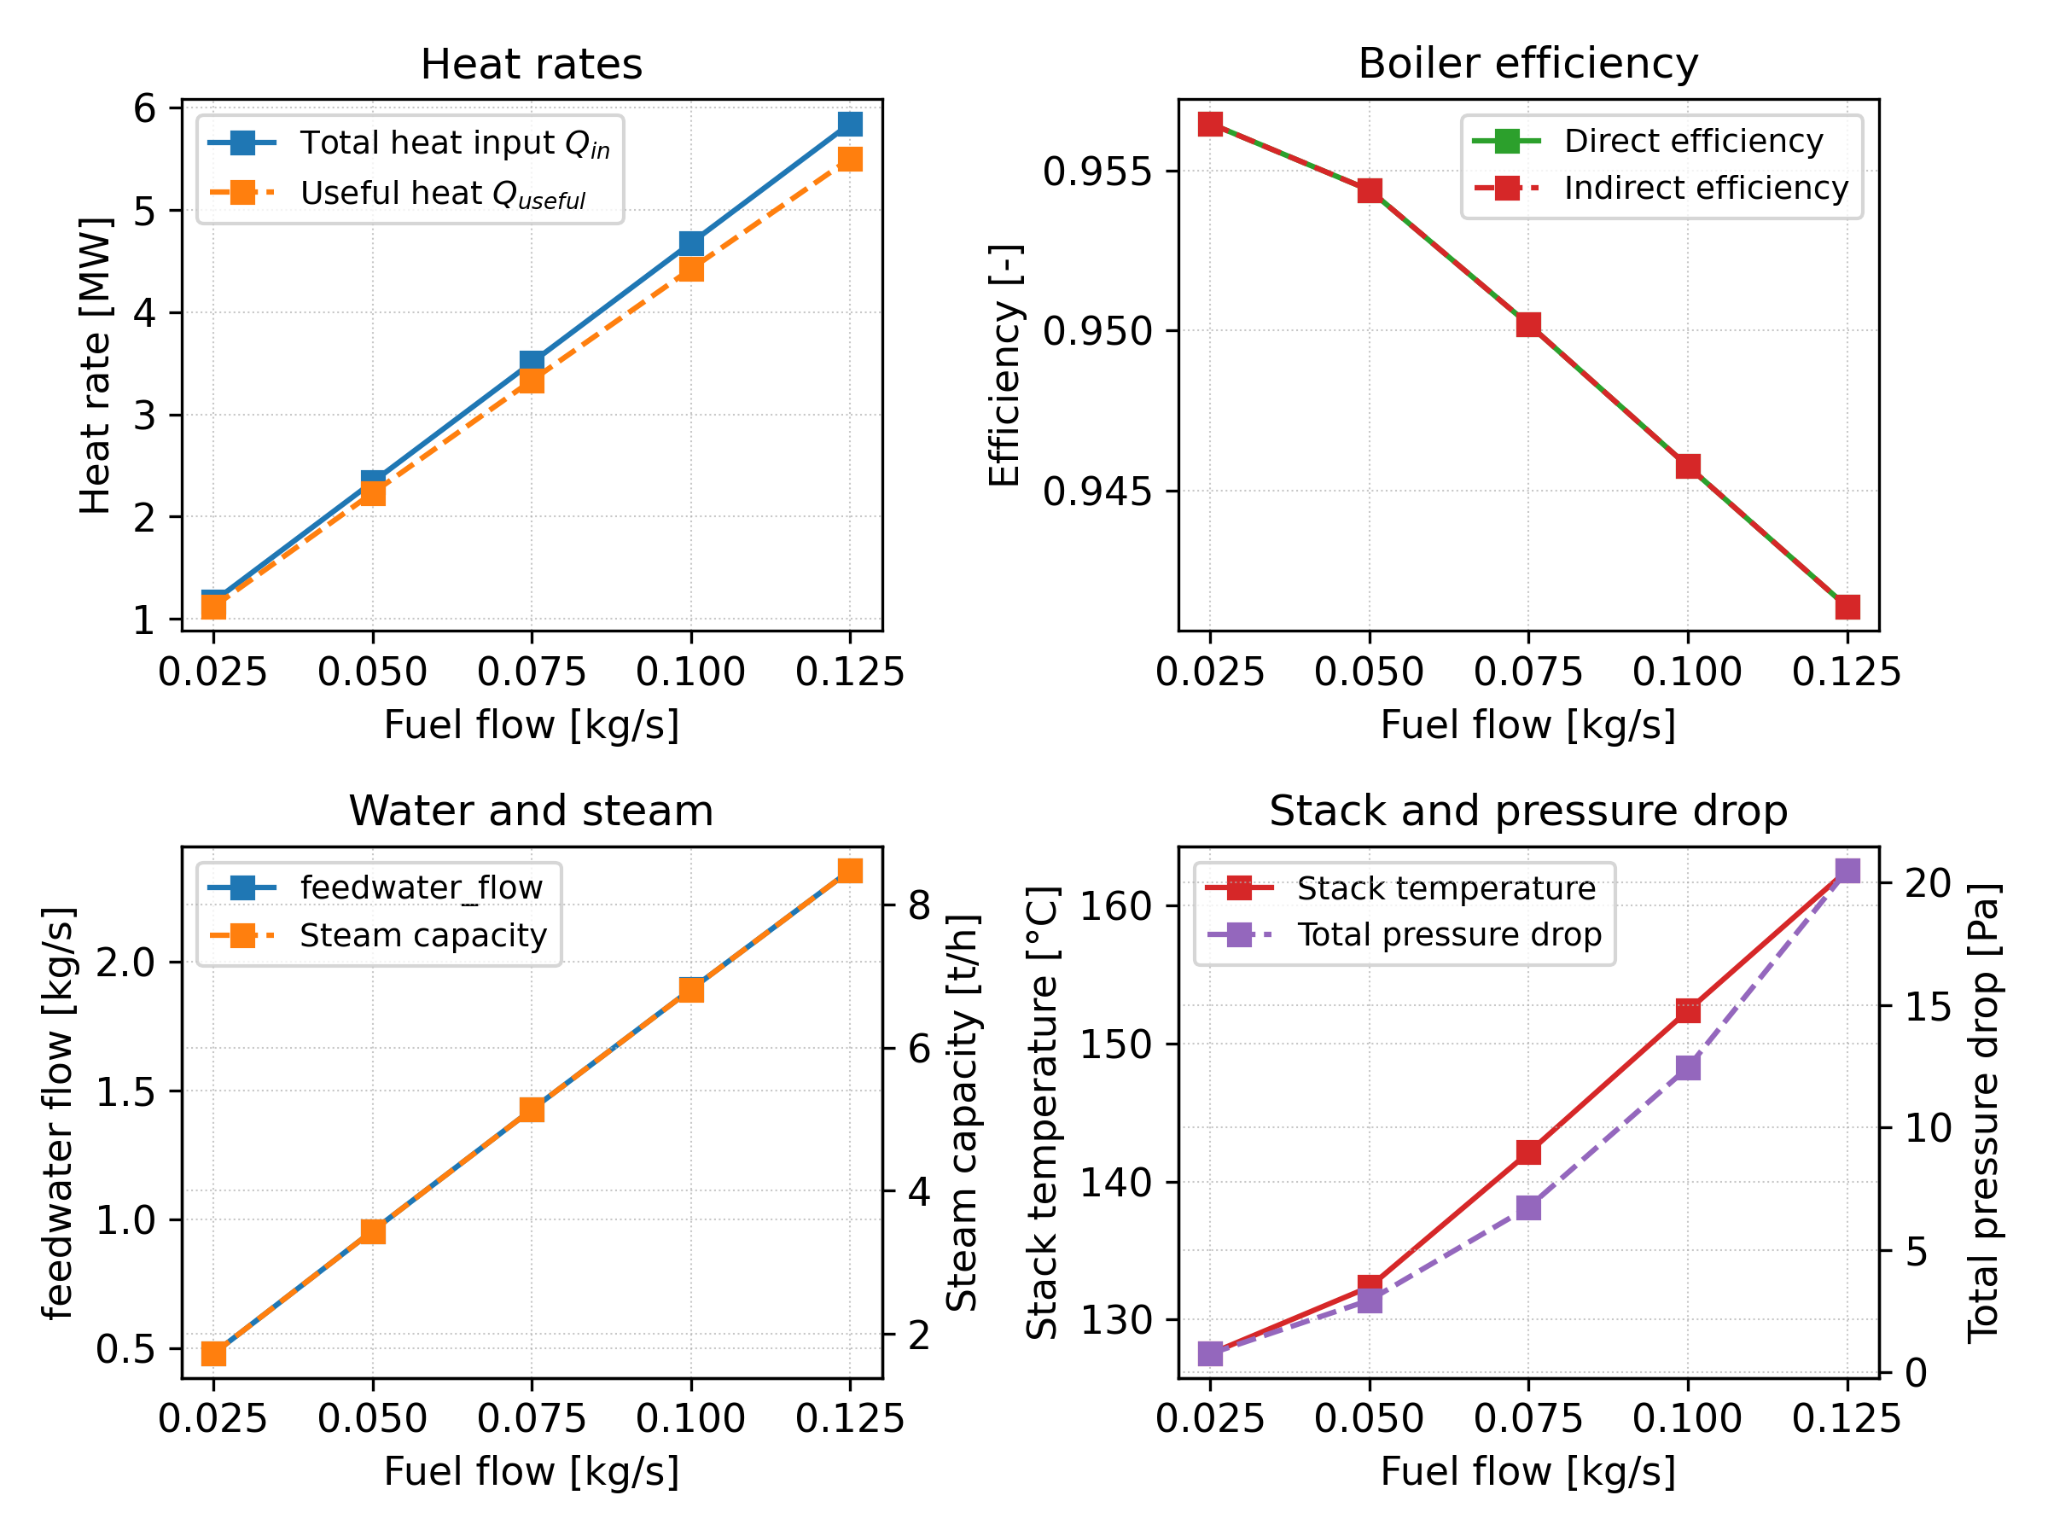 Heat rates
Total heat input Q_in
Useful heat Q_useful
Heat rate [MW]
6
5
4
3
2
1
0.025 0.050 0.075 0.100 0.125
Fuel flow [kg/s]
Boiler efficiency
Direct efficiency
Indirect efficiency
Efficiency [-]
0.955
0.950
0.945
0.025 0.050 0.075 0.100 0.125
Fuel flow [kg/s]
Water and steam
feedwater_flow
Steam capacity
feedwater flow [kg/s]
2.0
1.5
1.0
0.5
8
6
4
2
Steam capacity [t/h]
0.025 0.050 0.075 0.100 0.125
Fuel flow [kg/s]
Stack and pressure drop
Stack temperature
Total pressure drop
Stack temperature [°C]
160
150
140
130
20
15
10
5
0
Total pressure drop [Pa]
0.025 0.050 0.075 0.100 0.125
Fuel flow [kg/s]